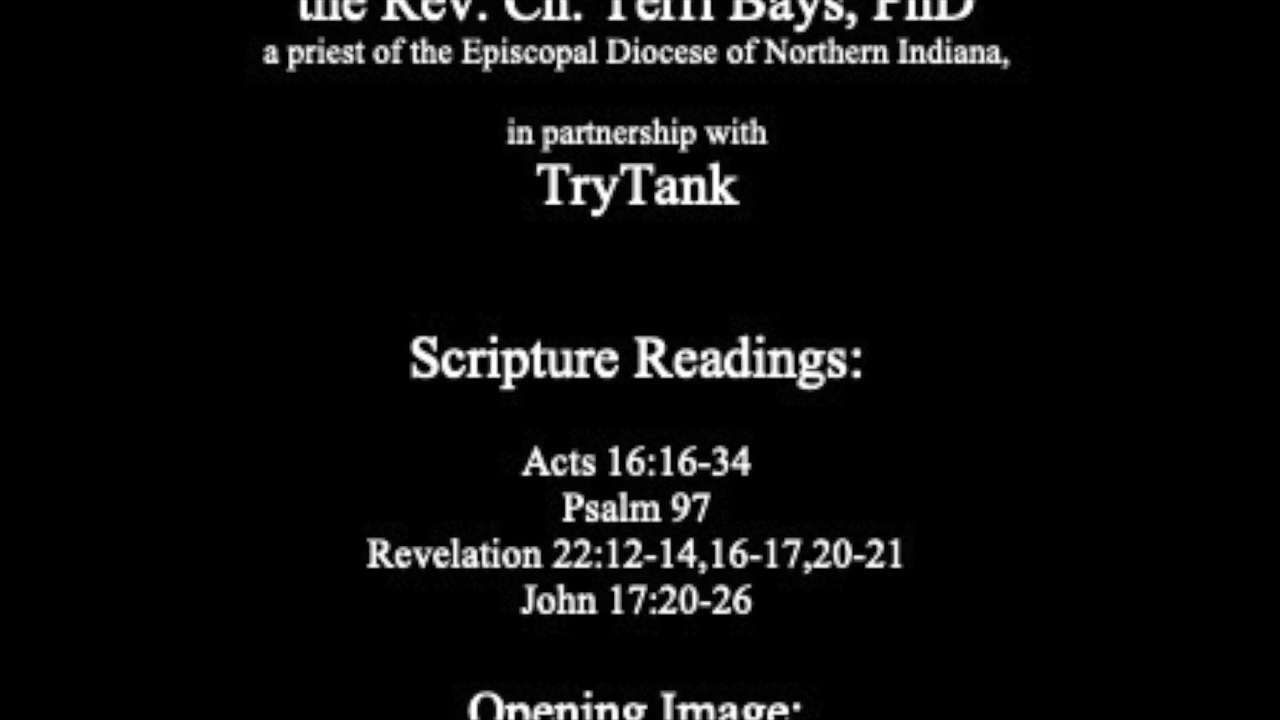 the Rev. Cn. Terri Bays, PhD
a priest of the Episcopal Diocese of Northern Indiana,
in partnership with
TryTank
Scripture Readings:
Acts 16:16-34
Psalm 97
Revelation 22:12-14,16-17,20-21
John 17:20-26
Opening Image: